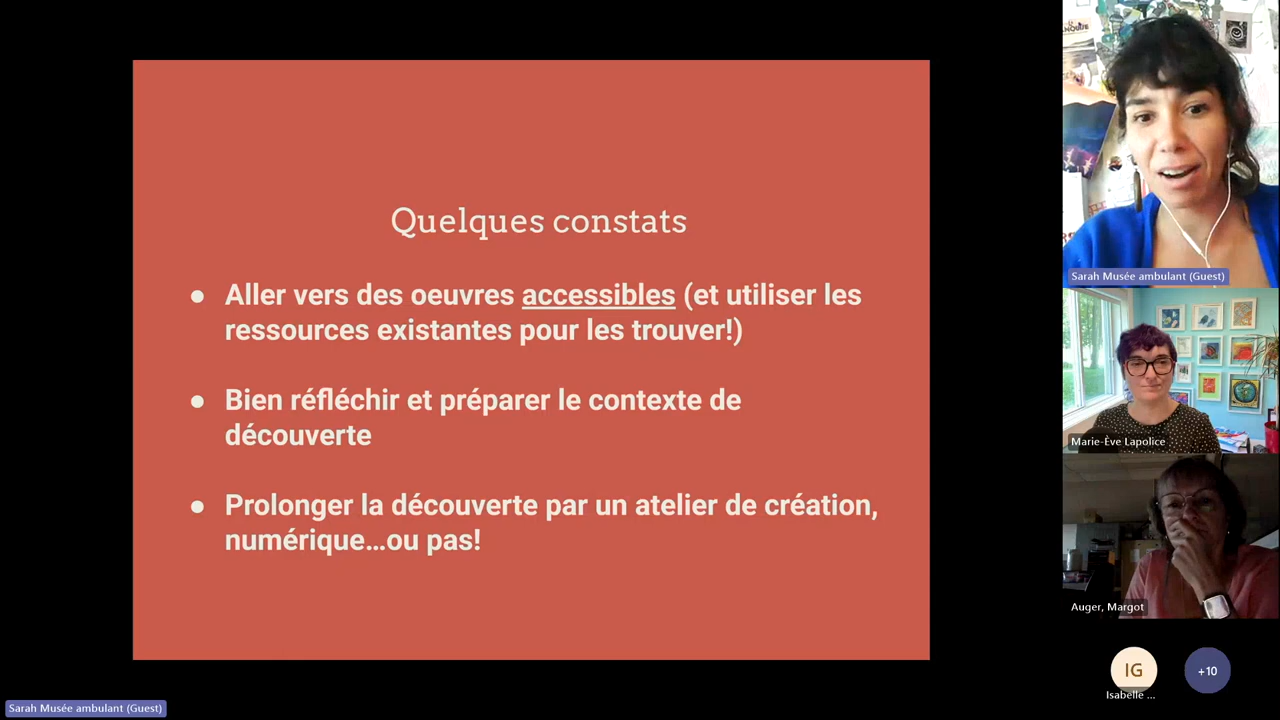 Quelques constats
● Aller vers des oeuvres accessibles (et utiliser les
ressources existantes pour les trouver!)
● Bien réfléchir et préparer le contexte de
découverte
● Prolonger la découverte par un atelier de création,
numérique...ou pas!
Sarah Musée ambulant (Guest)
Marie-Ève Lapolice
Auger, Margot
IG
+10
Isabelle ...
Sarah Musée ambulant (Guest)